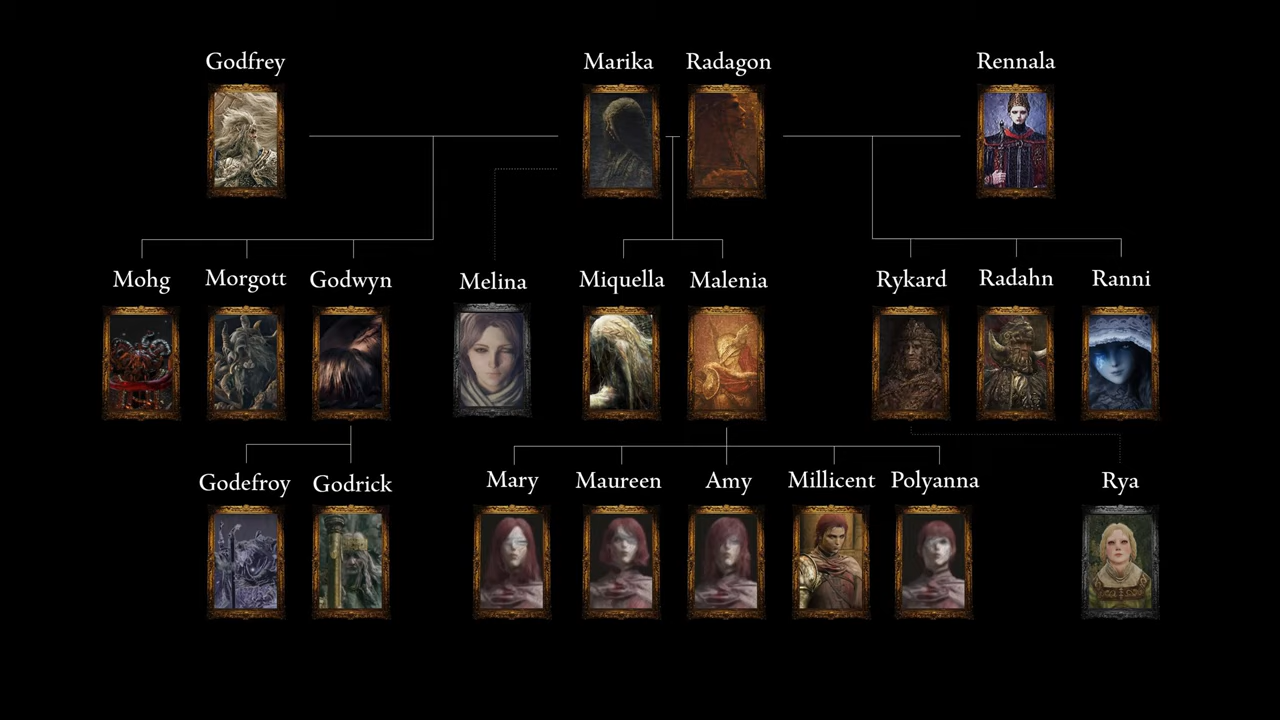 Godfrey
Marika
Radagon
Rennala
Mohg
Morgott
Godwyn
Melina
Miquella
Malenia
Rykard
Radahn
Ranni
Godefroy
Godrick
Mary
Maureen
Amy
Millicent
Polyanna
Rya